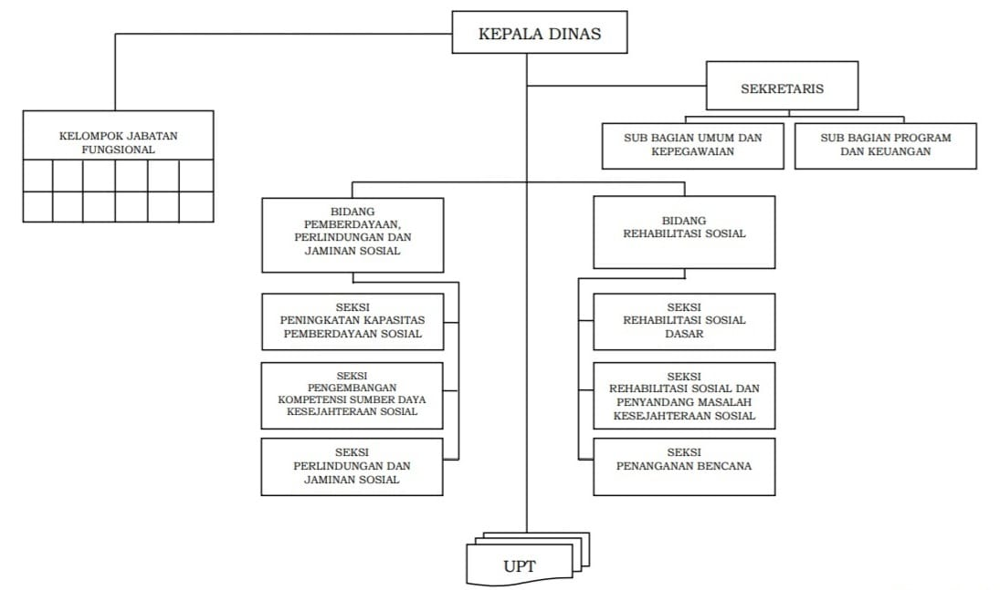 KEPALA DINAS
SEKRETARIS
KELOMPOK JABATAN
FUNGSIONAL
SUB BAGIAN UMUM DAN
KEPEGAWAIAN
SUB BAGIAN PROGRAM
DAN KEUANGAN
BIDANG
PEMBERDAYAAN,
PERLINDUNGAN DAN
JAMINAN SOSIAL
BIDANG
REHABILITASI SOSIAL
SEKSI
PENINGKATAN KAPASITAS
PEMBERDAYAAN SOSIAL
SEKSI
REHABILITASI SOSIAL
DASAR
SEKSI
PENGEMBANGAN
KOMPETENSI SUMBER DAYA
KESEJAHTERAAN SOSIAL
SEKSI
REHABILITASI SOSIAL DAN
PENYANDANG MASALAH
KESEJAHTERAAN SOSIAL
SEKSI
PERLINDUNGAN DAN
JAMINAN SOSIAL
SEKSI
PENANGANAN BENCANA
UPT